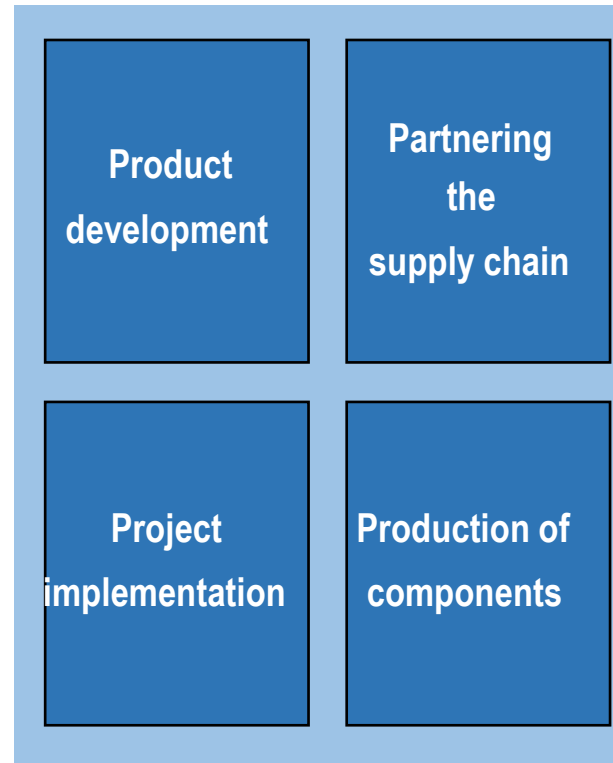 Product
development
Partnering
the
supply chain
Project
implementation
Production of
components